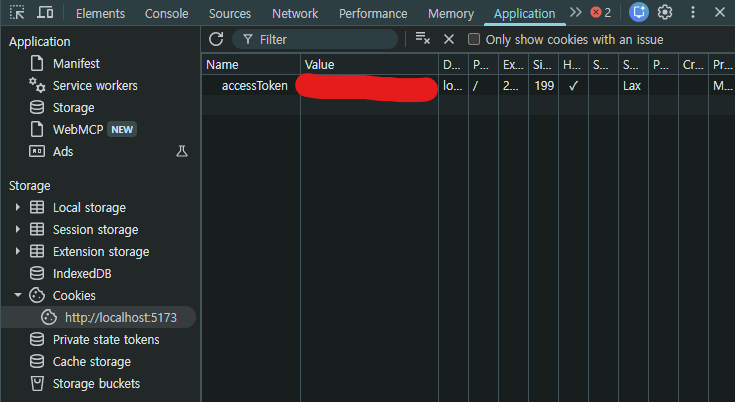 Elements Console Sources Network Performance Memory Application 2
Application
Manifest
Service workers
Storage
WebMCP NEW
Ads
Storage
Local storage
Session storage
Extension storage
IndexedDB
Cookies
http://localhost:5173
Private state tokens
Cache storage
Storage buckets
Filter Only show cookies with an issue
Name Value D... P... Ex... Si... H... S... S... P... Cr... Pr...
accessToken lo... / 2... 199 ✓ Lax M...